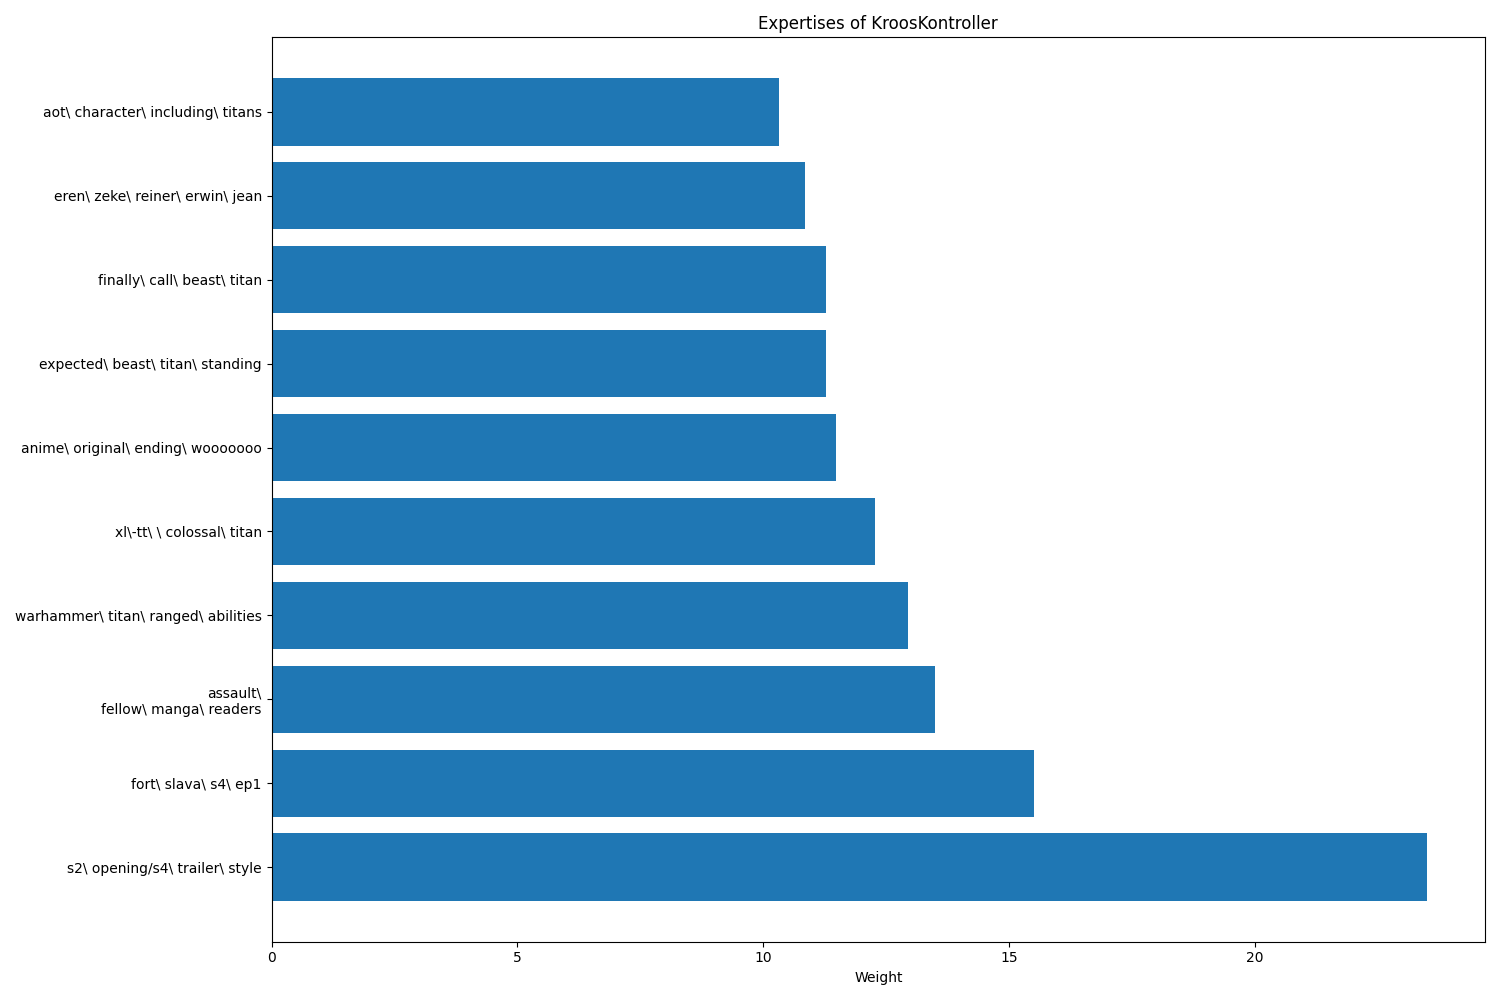 Expertises of KroosKontroller
aot\ character\ including\ titans
eren\ zeke\ reiner\ erwin\ jean
finally\ call\ beast\ titan
expected\ beast\ titan\ standing
anime\ original\ ending\ wooooooo
xl\-tt\ \ colossal\ titan
warhammer\ titan\ ranged\ abilities
assault\
fellow\ manga\ readers
fort\ slava\ s4\ ep1
s2\ opening/s4\ trailer\ style
0 5 10 15 20
Weight